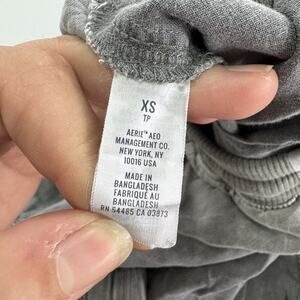 XS
TP
AERIE™ AEO
MANAGEMENT CO.
NEW YORK, NY
10016 USA
MADE IN
BANGLADESH
FABRIQUÉ AU
BANGLADESH
RN 54485 CA 03873